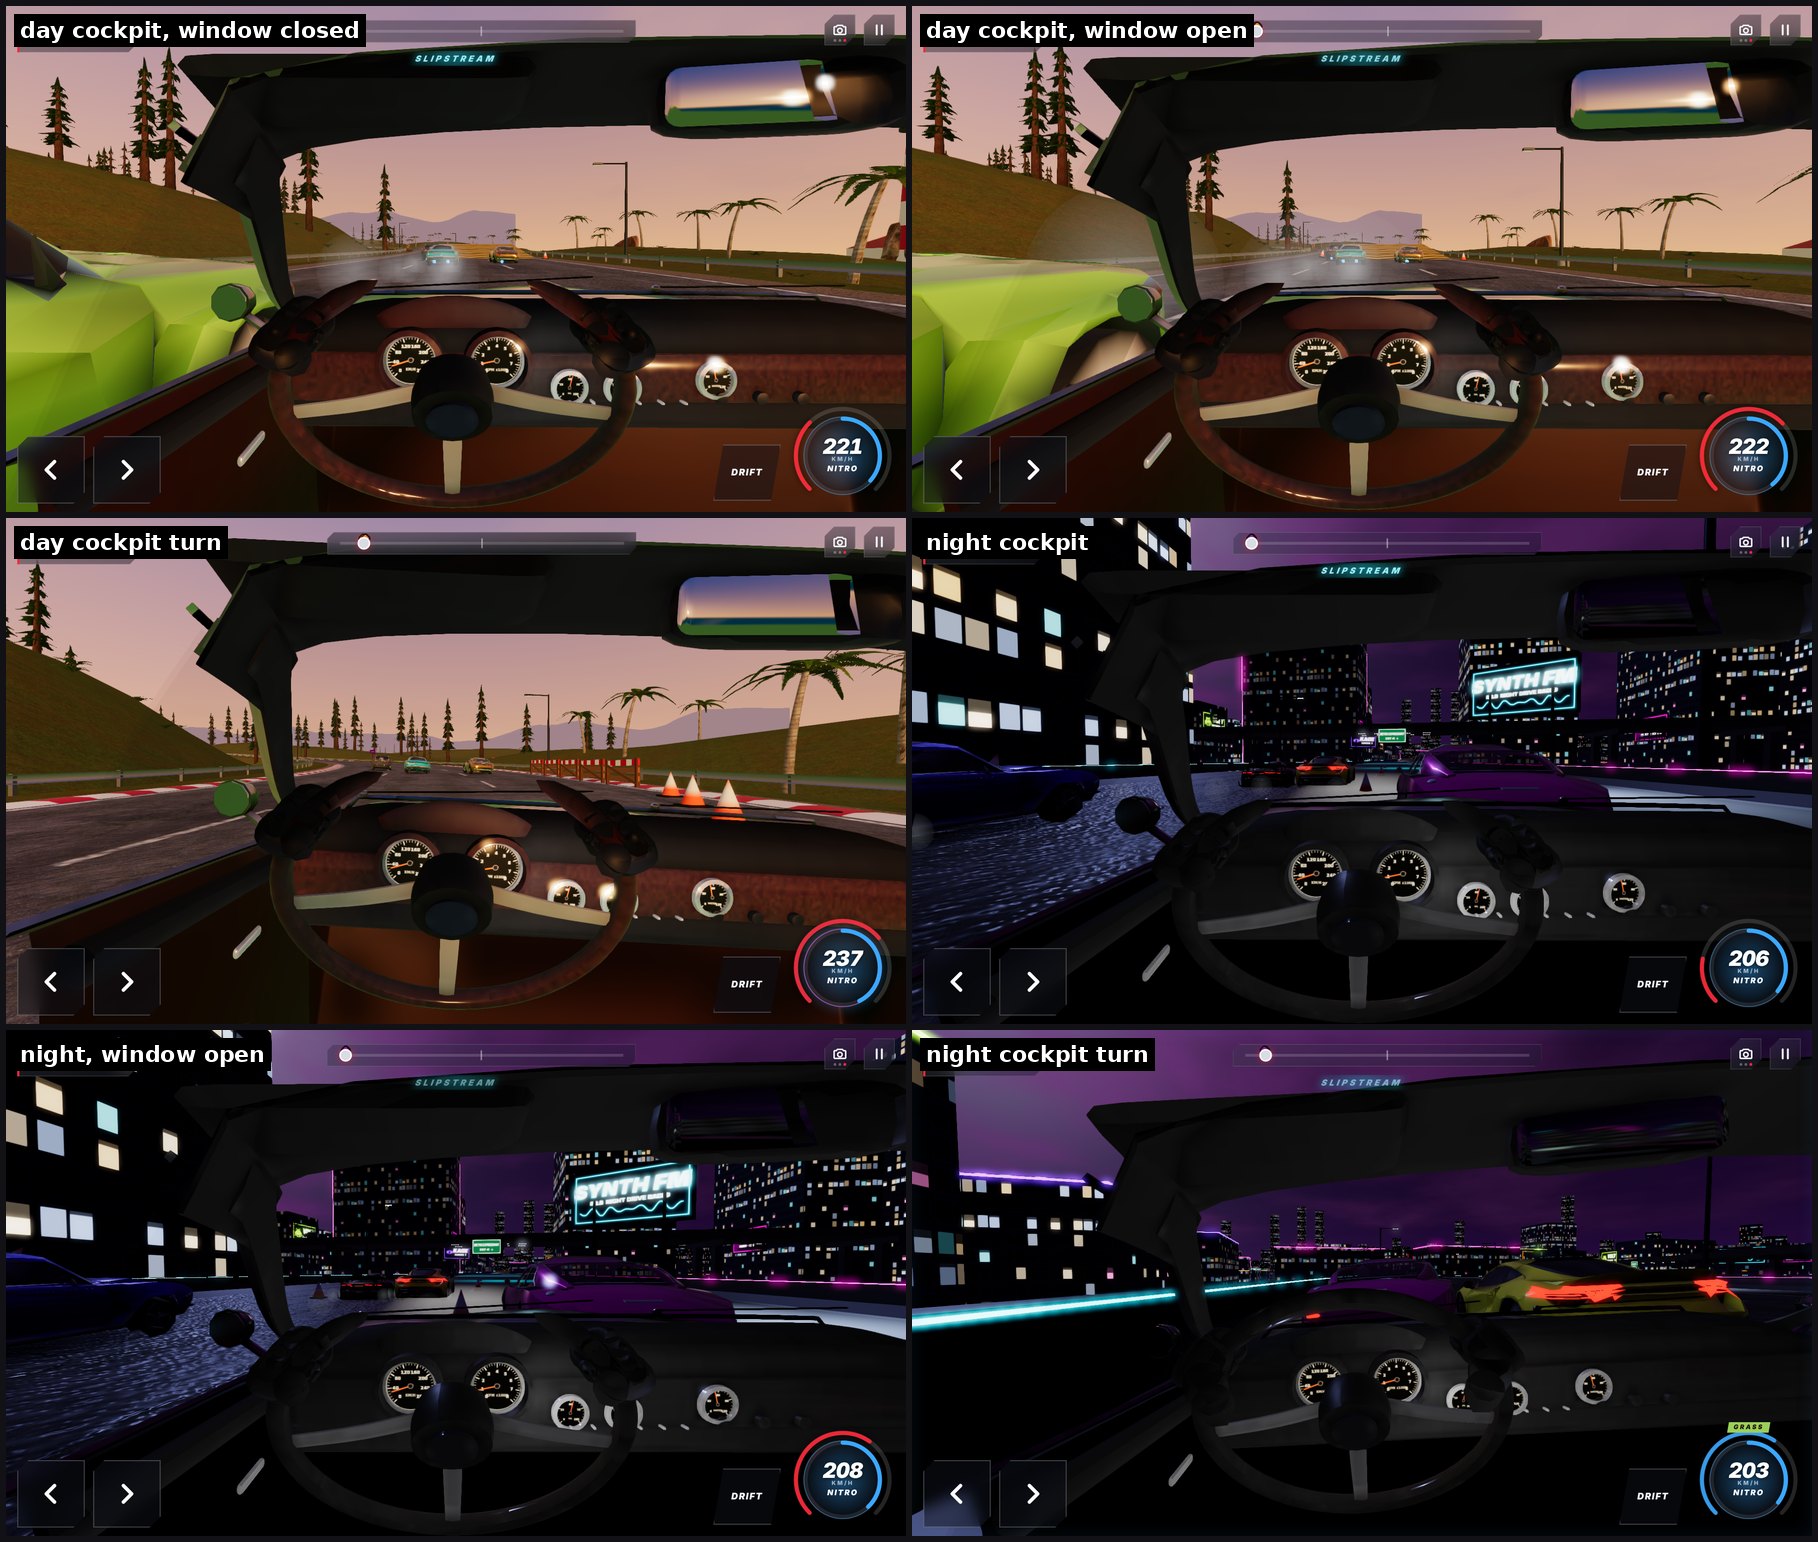 day cockpit, window closed
SLIPSTREAM
221
KM/H
NITRO
DRIFT
day cockpit, window open
SLIPSTREAM
222
KM/H
NITRO
DRIFT
day cockpit turn
237
KM/H
NITRO
DRIFT
night cockpit
SLIPSTREAM
SYNTH FM
206
KM/H
NITRO
DRIFT
night, window open
SLIPSTREAM
SYNTH FM
208
KM/H
NITRO
DRIFT
night cockpit turn
SLIPSTREAM
GRASS
203
KM/H
NITRO
DRIFT